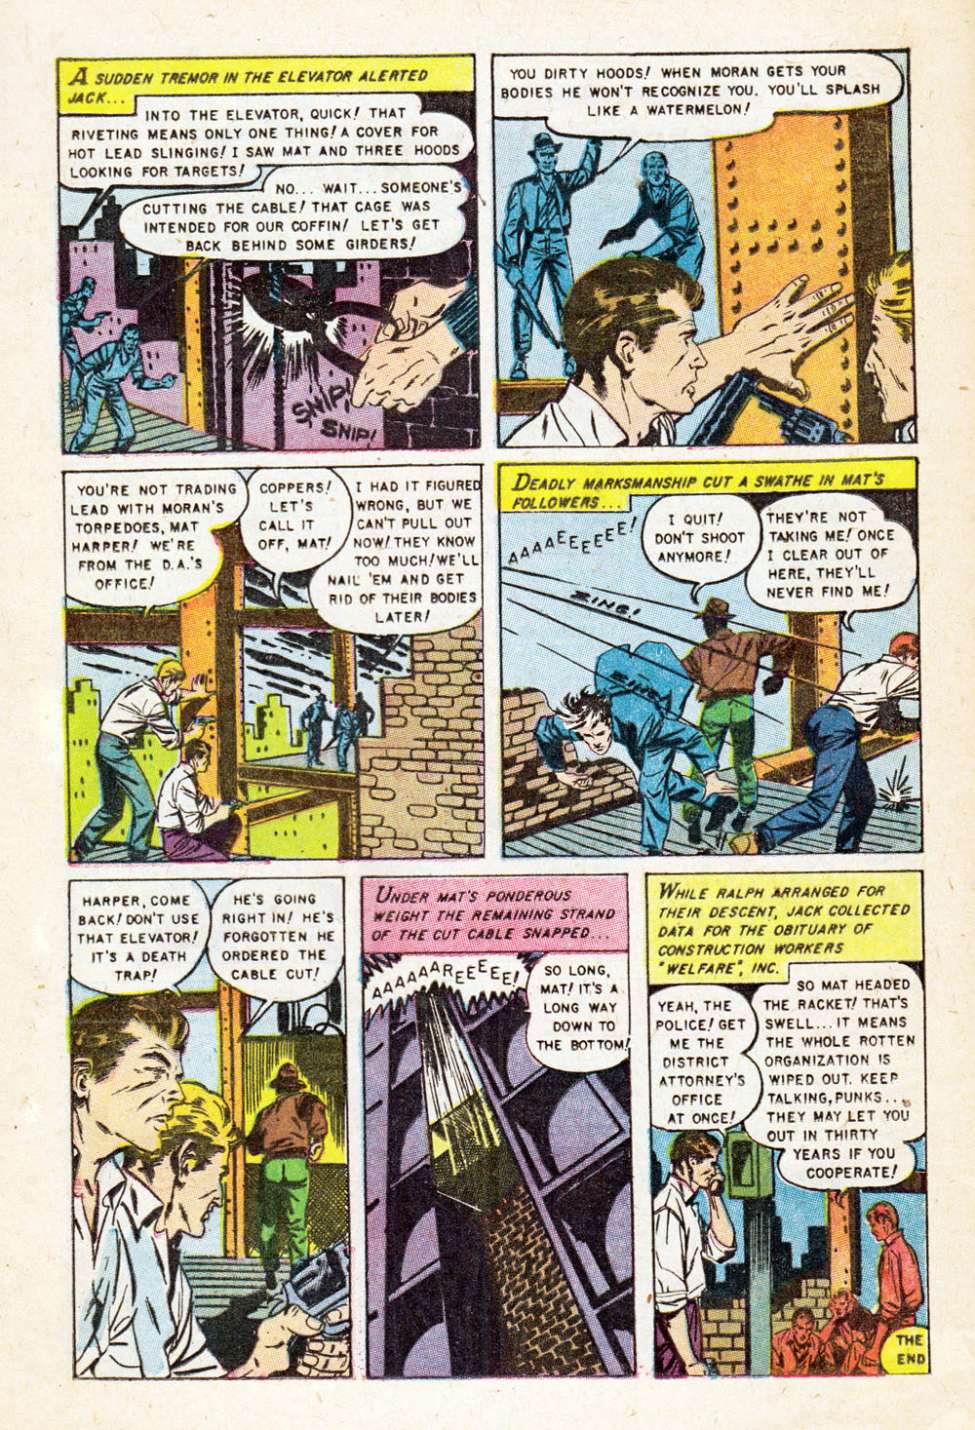 A SUDDEN TREMOR IN THE ELEVATOR ALERTED
JACK...
INTO THE ELEVATOR, QUICK! THAT
RIVETING MEANS ONLY ONE THING! A COVER FOR
HOT LEAD SLINGING! I SAW MAT AND THREE HOODS
LOOKING FOR TARGETS!
NO... WAIT...SOMEONE'S
CUTTING THE CABLE! THAT CAGE WAS
INTENDED FOR OUR COFFIN! LET'S GET
BACK BEHIND SOME GIRDERS!
SNIP,
SNIP!
YOU DIRTY HOODS! WHEN MORAN GETS YOUR
BODIES HE WON'T RECOGNIZE YOU. YOU'LL SPLASH
LIKE A WATERMELON!
YOU'RE NOT TRADING
LEAD WITH MORAN'S
TORPEDOES, MAT
HARPER! WE'RE
FROM THE D.A.'S
OFFICE!
COPPERS!
LET'S
CALL IT
OFF, MAT!
I HAD IT FIGURED
WRONG, BUT WE
CAN'T PULL OUT
NOW! THEY KNOW
TOO MUCH! WE'LL
NAIL 'EM AND GET
RID OF THEIR BODIES
LATER!
DEADLY MARKSMANSHIP CUT A SWATHE IN MAT'S
FOLLOWERS...
AAAAEEEEEE!
I QUIT!
DON'T SHOOT
ANYMORE!
THEY'RE NOT
TAKING ME! ONCE
I CLEAR OUT OF
HERE, THEY'LL
NEVER FIND ME!
ZING!
ZING!
HARPER, COME
BACK! DON'T USE
THAT ELEVATOR!
IT'S A DEATH
TRAP!
HE'S GOING
RIGHT IN! HE'S
FORGOTTEN HE
ORDERED THE
CABLE CUT!
UNDER MAT'S PONDEROUS
WEIGHT THE REMAINING STRAND
OF THE CUT CABLE SNAPPED...
AAAAAAREEEEEE!
SO LONG,
MAT! IT'S A
LONG WAY
DOWN TO
THE BOTTOM!
WHILE RALPH ARRANGED FOR
THEIR DESCENT, JACK COLLECTED
DATA FOR THE OBITUARY OF
CONSTRUCTION WORKERS
"WELFARE", INC.
YEAH, THE
POLICE! GET
ME THE
DISTRICT
ATTORNEY'S
OFFICE
AT ONCE!
SO MAT HEADED
THE RACKET! THAT'S
SWELL... IT MEANS
THE WHOLE ROTTEN
ORGANIZATION IS
WIPED OUT. KEEP
TALKING, PUNKS...
THEY MAY LET YOU
OUT IN THIRTY
YEARS IF YOU
COOPERATE!
THE
END